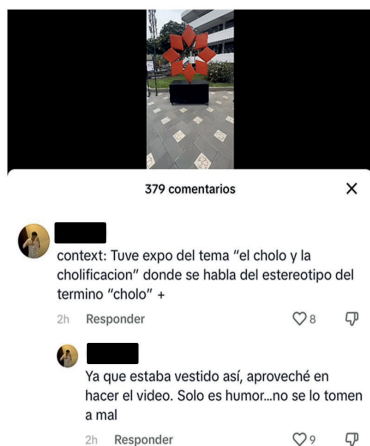 379 comentarios
context: Tuve expo del tema "el cholo y la
cholificacion" donde se habla del estereotipo del
termino "cholo" +
2h Responder 8
Ya que estaba vestido así, aproveché en
hacer el video. Solo es humor...no se lo tomen
a mal
2h Responder 9